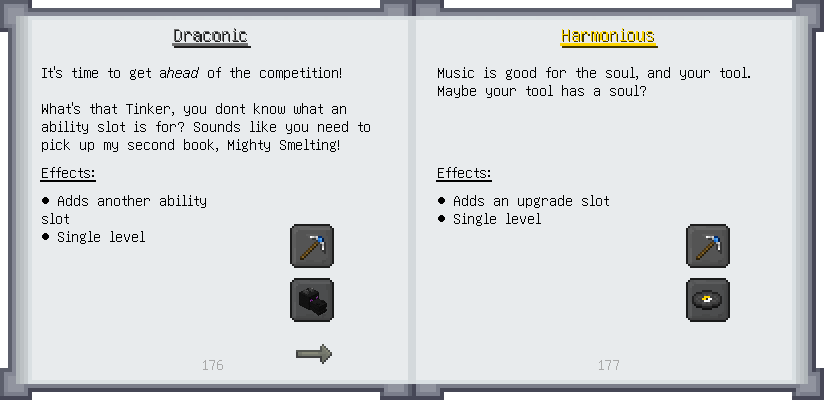 Draconic
It's time to get ahead of the competition!
What's that Tinker, you dont know what an
ability slot is for? Sounds like you need to
pick up my second book, Mighty Smelting!
Effects:
● Adds another ability
slot
● Single level
176
Harmonious
Music is good for the soul, and your tool.
Maybe your tool has a soul?
Effects:
● Adds an upgrade slot
● Single level
177